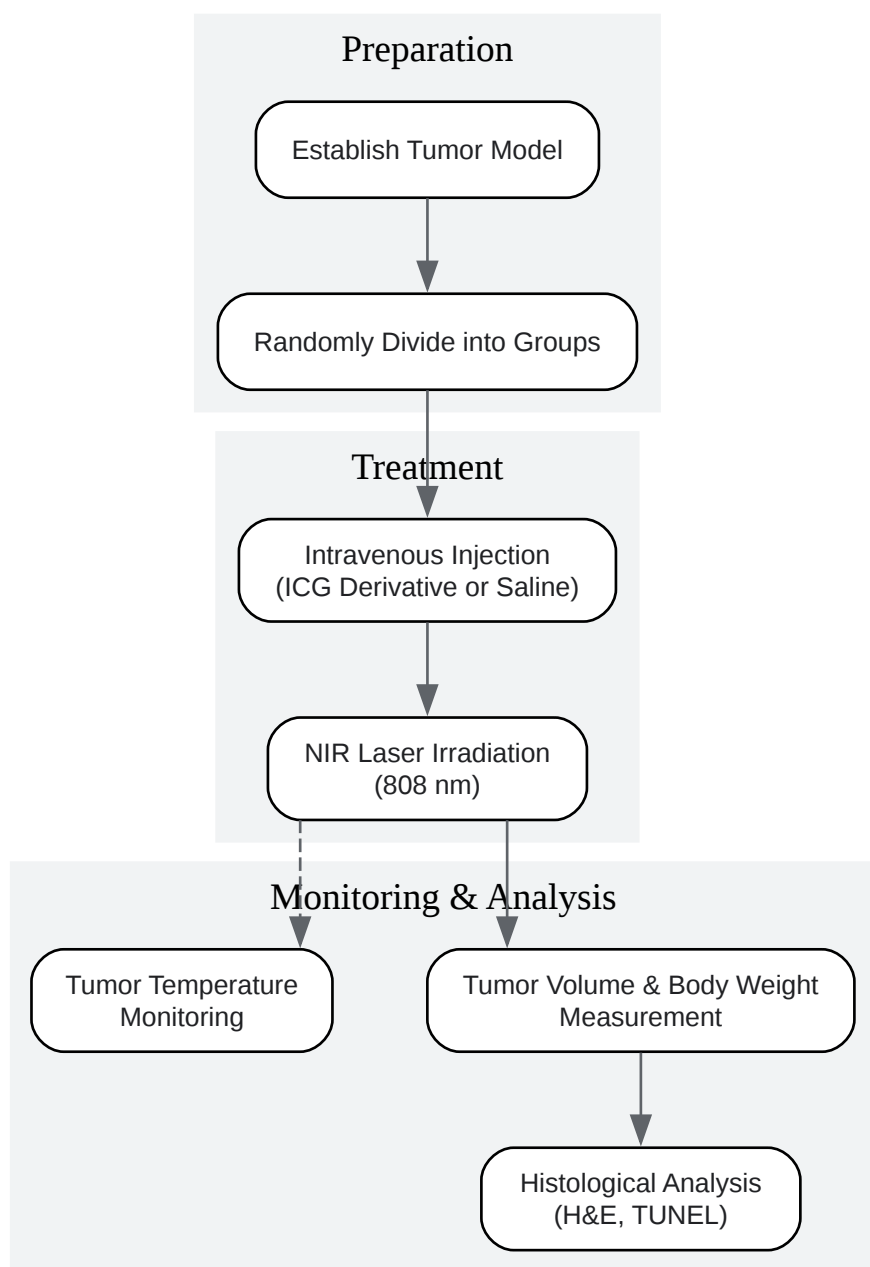 Preparation
Establish Tumor Model
Randomly Divide into Groups
Treatment
Intravenous Injection
(ICG Derivative or Saline)
NIR Laser Irradiation
(808 nm)
Monitoring & Analysis
Tumor Temperature
Monitoring
Tumor Volume & Body Weight
Measurement
Histological Analysis
(H&E, TUNEL)